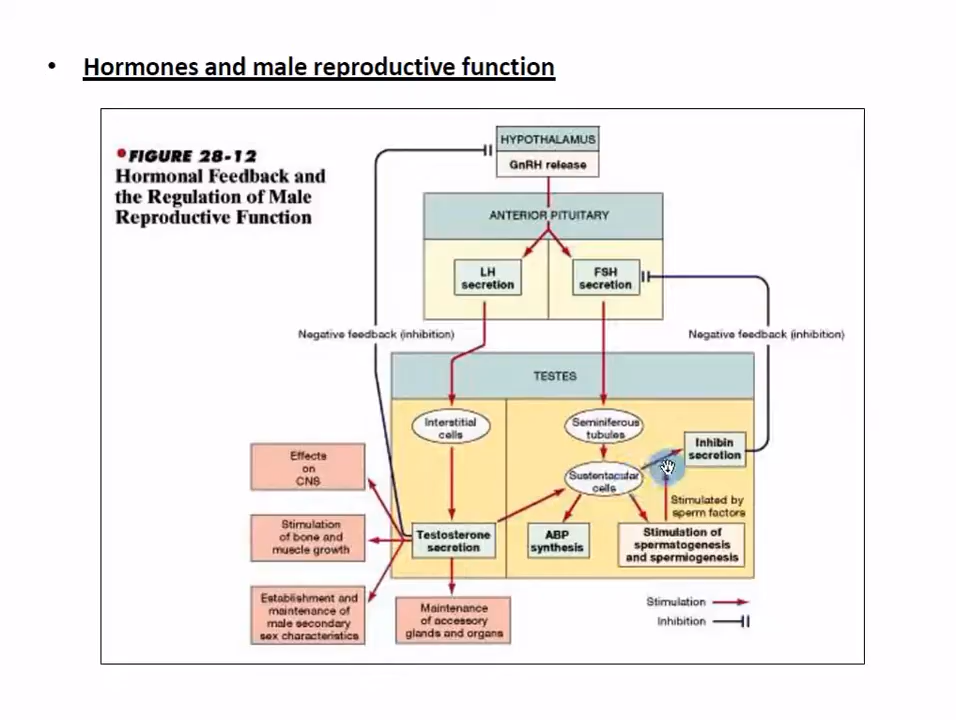 • Hormones and male reproductive function
•FIGURE 28-12
Hormonal Feedback and
the Regulation of Male
Reproductive Function
HYPOTHALAMUS
GnRH release
ANTERIOR PITUITARY
LH
secretion
FSH
secretion
Negative feedback (inhibition)
Negative feedback (inhibition)
TESTES
Interstitial
cells
Seminiferous
tubules
Inhibin
secretion
Sustentacular
cells
Stimulated by
sperm factors
Effects
on
CNS
Stimulation
of bone and
muscle growth
Testosterone
secretion
ABP
synthesis
Stimulation of
spermatogenesis
and spermiogenesis
Establishment and
maintenance of
male secondary
sex characteristics
Maintenance
of accessory
glands and organs
Stimulation
Inhibition